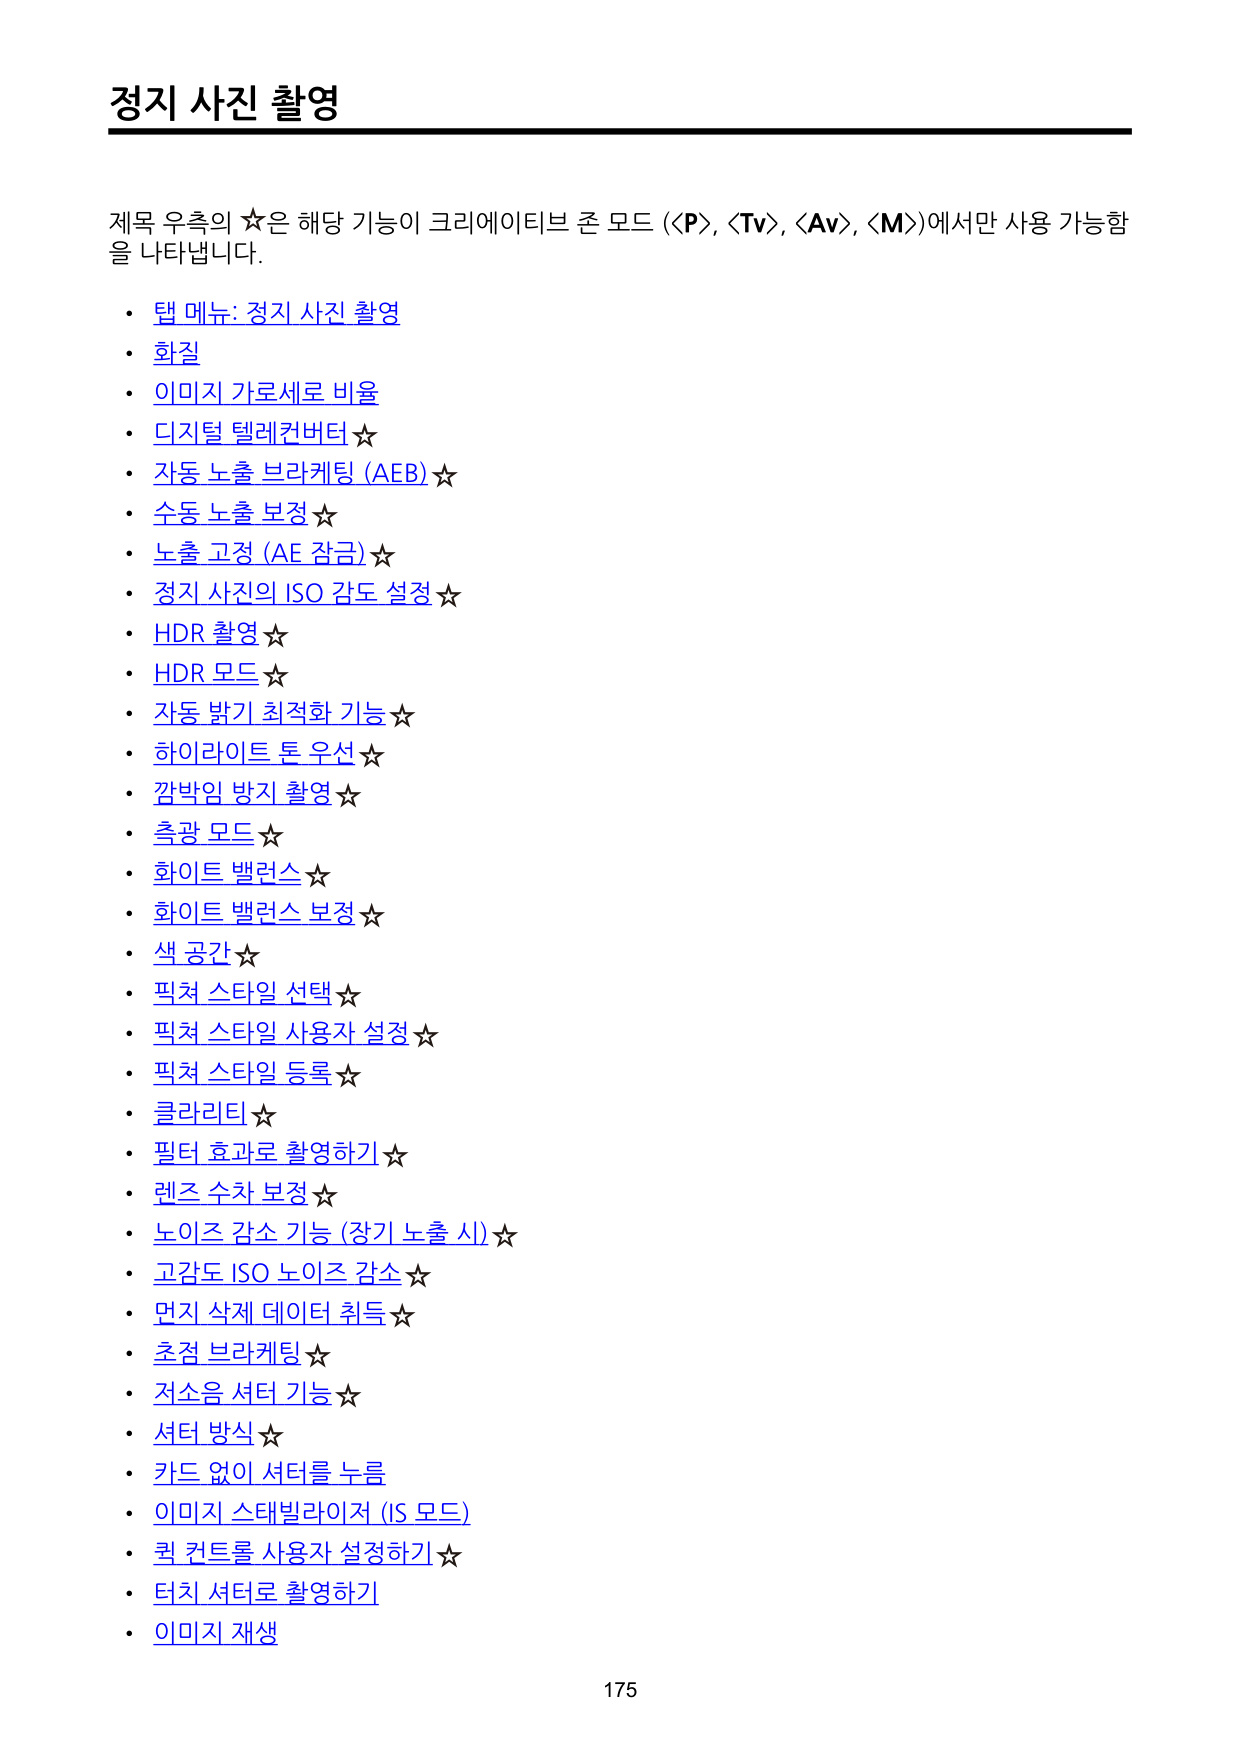 정지 사진 촬영
제목 우측의 ☆은 해당 기능이 크리에이티브 존 모드 (<P>, <Tv>, <Av>, <M>)에서만 사용 가능함
을 나타냅니다.
• 탭 메뉴: 정지 사진 촬영
• 화질
• 이미지 가로세로 비율
• 디지털 텔레컨버터☆
• 자동 노출 브라케팅 (AEB)☆
• 수동 노출 보정☆
• 노출 고정 (AE 잠금)☆
• 정지 사진의 ISO 감도 설정☆
• HDR 촬영☆
• HDR 모드☆
• 자동 밝기 최적화 기능☆
• 하이라이트 톤 우선☆
• 깜박임 방지 촬영☆
• 측광 모드☆
• 화이트 밸런스☆
• 화이트 밸런스 보정☆
• 색 공간☆
• 픽쳐 스타일 선택☆
• 픽쳐 스타일 사용자 설정☆
• 픽쳐 스타일 등록☆
• 클라리티☆
• 필터 효과로 촬영하기☆
• 렌즈 수차 보정☆
• 노이즈 감소 기능 (장기 노출 시)☆
• 고감도 ISO 노이즈 감소☆
• 먼지 삭제 데이터 취득☆
• 초점 브라케팅☆
• 저소음 셔터 기능☆
• 셔터 방식☆
• 카드 없이 셔터를 누름
• 이미지 스태빌라이저 (IS 모드)
• 퀵 컨트롤 사용자 설정하기☆
• 터치 셔터로 촬영하기
• 이미지 재생
175